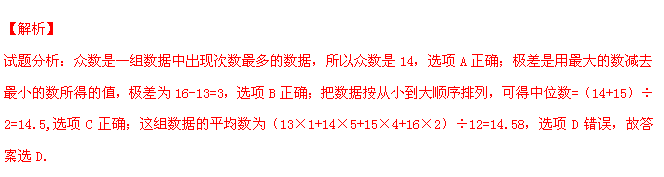 【解析】
试题分析：众数是一组数据中出现次数最多的数据，所以众数是 14，选项 A 正确；极差是用最大的数减去
最小的数所得的值，极差为 16-13=3，选项 B 正确；把数据按从小到大顺序排列，可得中位数=（14+15）÷
2=14.5,选项 C 正确；这组数据的平均数为（13×1+14×5+15×4+16×2）÷12=14.58，选项 D 错误，故答
案选 D.